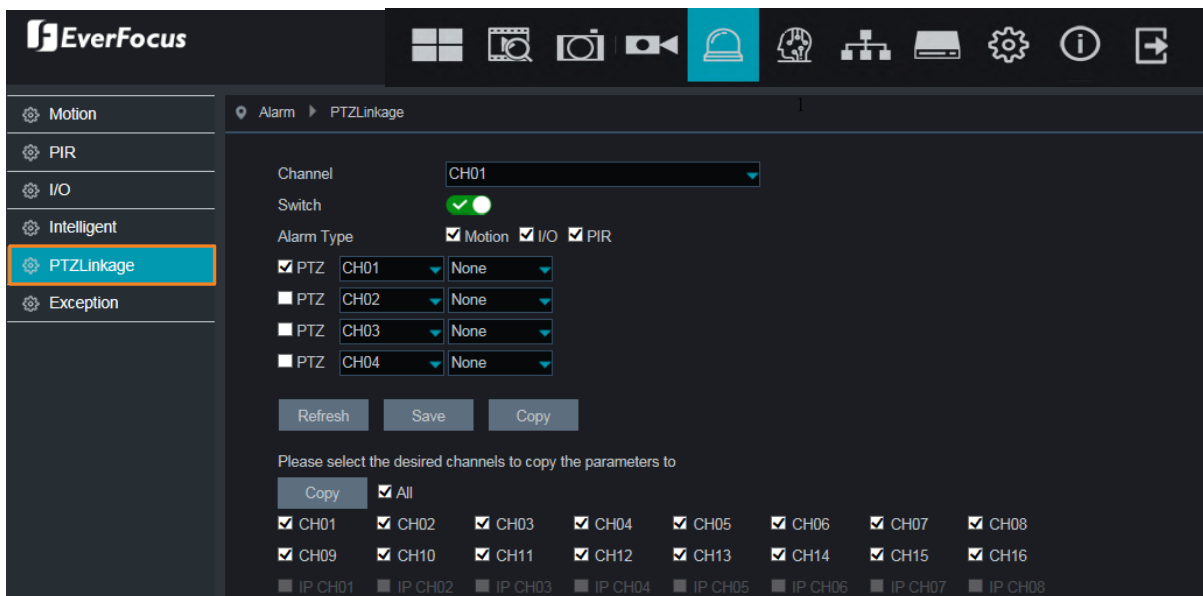 EverFocus
Motion
PIR
I/O
Intelligent
PTZLinkage
Exception
Alarm PTZLinkage 1
Channel CH01
Switch
Alarm Type Motion I/O PIR
PTZ CH01 None
PTZ CH02 None
PTZ CH03 None
PTZ CH04 None
Refresh Save Copy
Please select the desired channels to copy the parameters to
Copy All
CH01 CH02 CH03 CH04 CH05 CH06 CH07 CH08
CH09 CH10 CH11 CH12 CH13 CH14 CH15 CH16
IP CH01 IP CH02 IP CH03 IP CH04 IP CH05 IP CH06 IP CH07 IP CH08